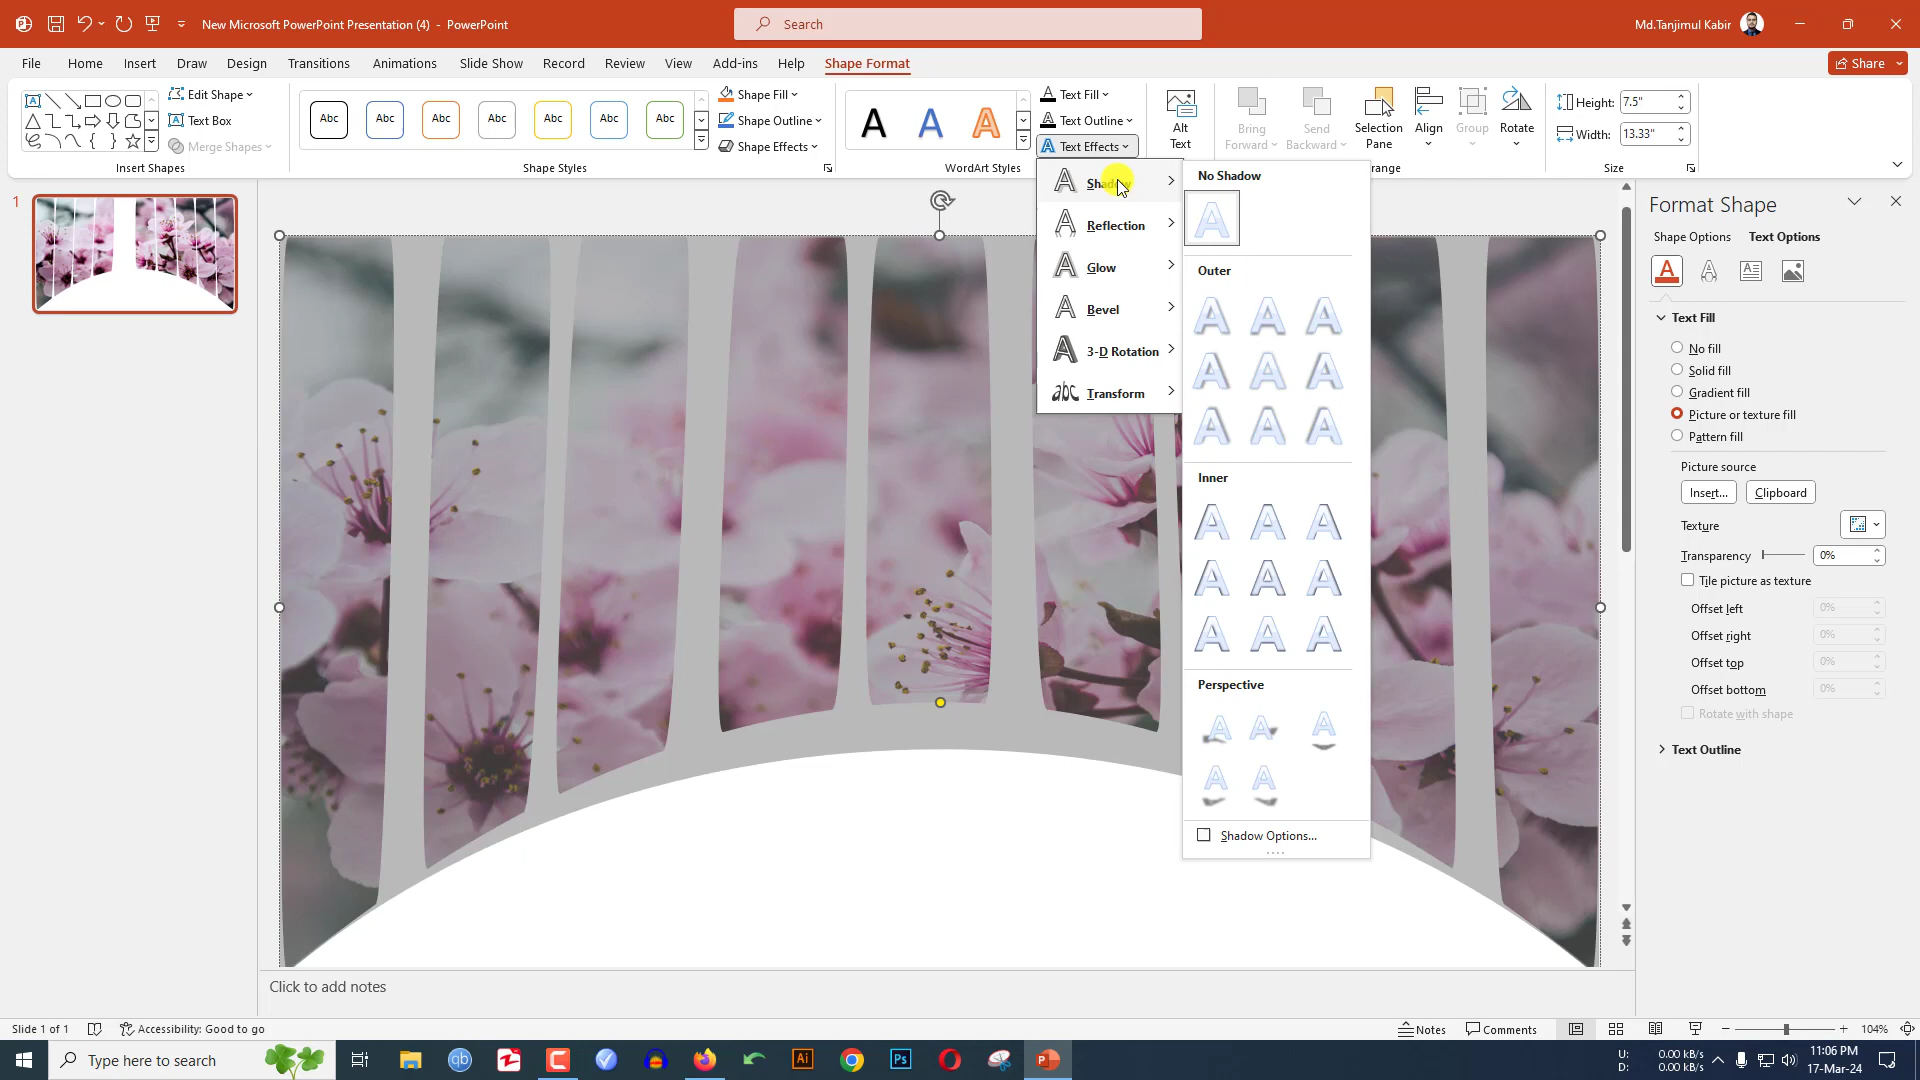 New Microsoft PowerPoint Presentation (4) - PowerPoint
Search
Md.Tanjimul Kabir
File Home Insert Draw Design Transitions Animations Slide Show Record Review View Add-ins Help Shape Format
Share
Edit Shape
Text Box
Merge Shapes
Insert Shapes
Abc Abc Abc Abc Abc Abc Abc
Shape Fill
Shape Outline
Shape Effects
Shape Styles
A A A
Text Fill
Text Outline
Text Effects
WordArt Styles
Alt Text
Bring Forward
Send Backward
Selection Pane
Align
Group
Rotate
Height: 7.5"
Width: 13.33"
Size
1
Reflection
Glow
Bevel
3-D Rotation
Transform
No Shadow
Outer
Inner
Perspective
Shadow Options...
Format Shape
Shape Options Text Options
Text Fill
No fill
Solid fill
Gradient fill
Picture or texture fill
Pattern fill
Picture source
Insert... Clipboard
Texture
Transparency 0%
Tile picture as texture
Offset left 0%
Offset right 0%
Offset top 0%
Offset bottom 0%
Rotate with shape
Text Outline
Click to add notes
Slide 1 of 1
Accessibility: Good to go
Notes
Comments
104%
Type here to search
U: 0.00 kB/s
D: 0.00 kB/s
11:06 PM
17-Mar-24